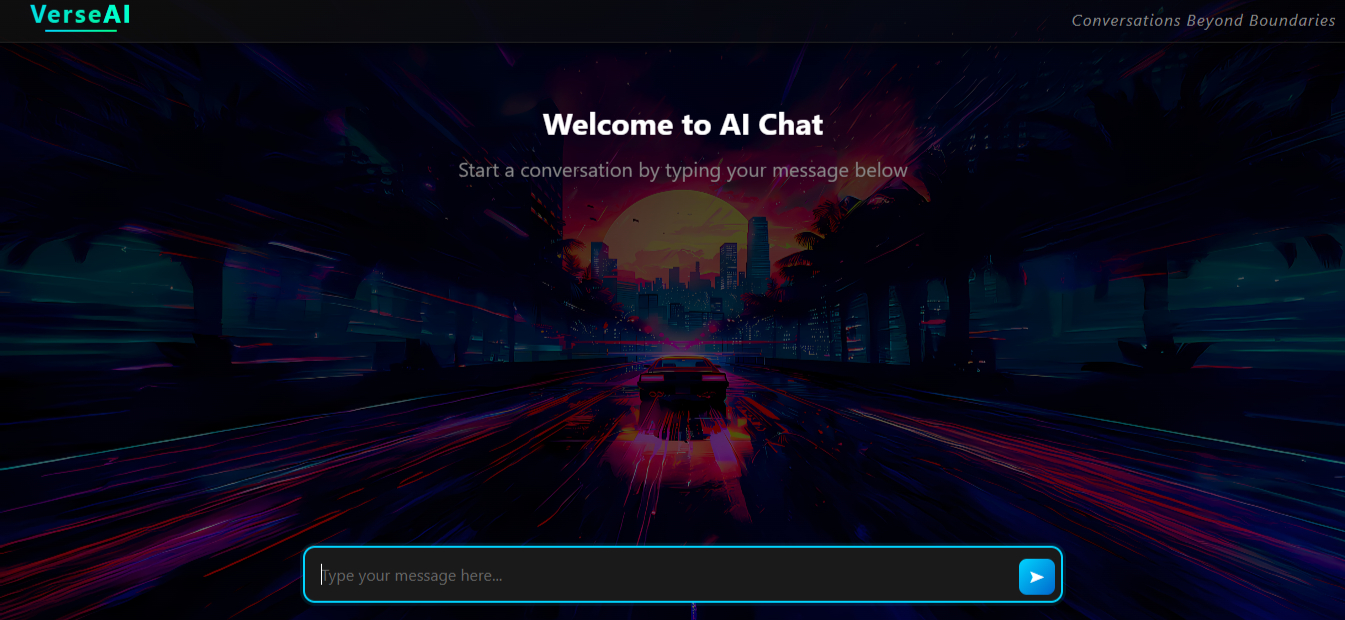 VerseAI
Conversations Beyond Boundaries
Welcome to AI Chat
Start a conversation by typing your message below
Type your message here...